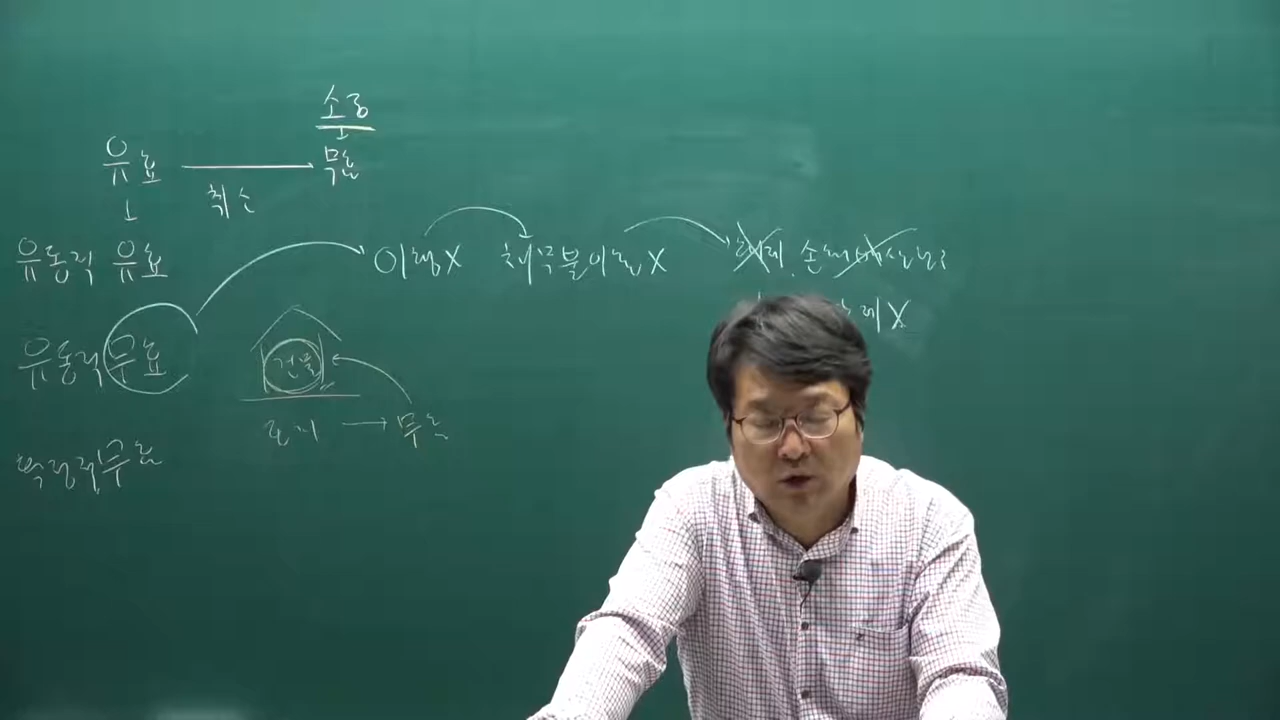 소급
유효 무효
취소
유동적 유효
이행X 채무불이행X 해제. 손해배상청구
제X
유동적무효
건물
토지 무효
확정적무효